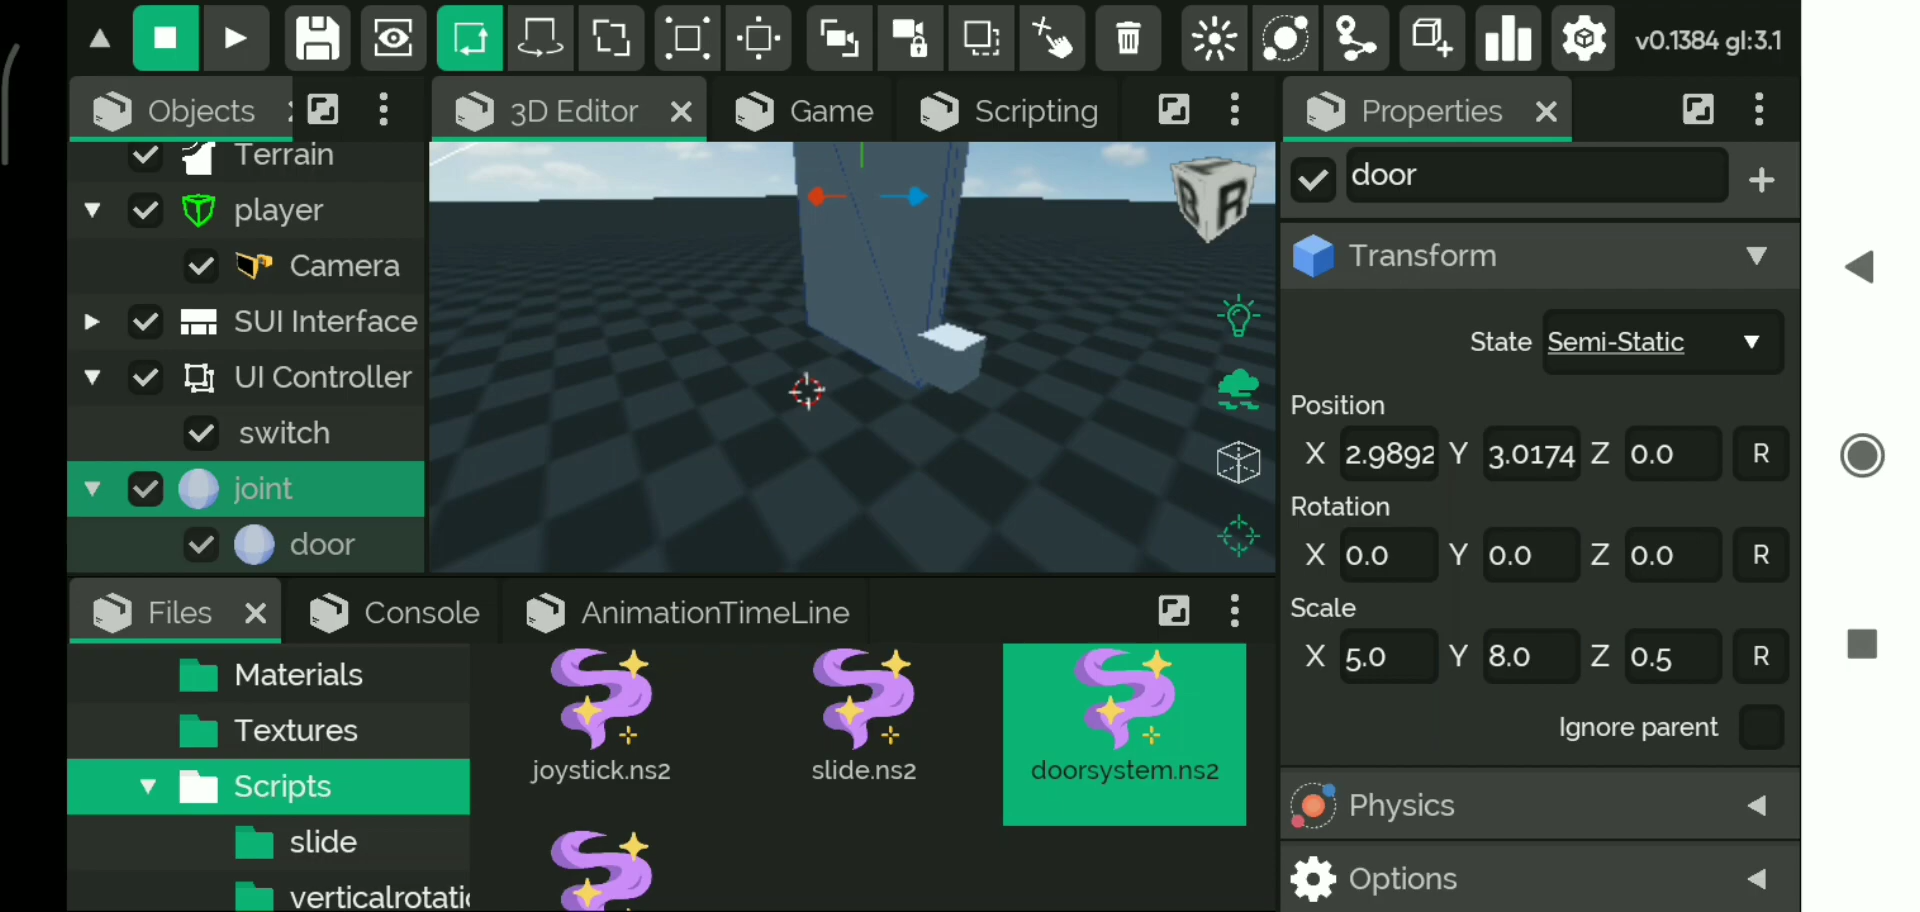 v0.1384 gl:3.1
Objects
3D Editor
Game
Scripting
Properties
Terrain
player
Camera
SUI Interface
UI Controller
switch
joint
door
B R
door
Transform
State Semi-Static
Position
X 2.9892 Y 3.0174 Z 0.0 R
Rotation
X 0.0 Y 0.0 Z 0.0 R
Scale
X 5.0 Y 8.0 Z 0.5 R
Ignore parent
Physics
Options
Files
Console
AnimationTimeLine
Materials
Textures
Scripts
slide
verticalrotatio
joystick.ns2
slide.ns2
doorsystem.ns2